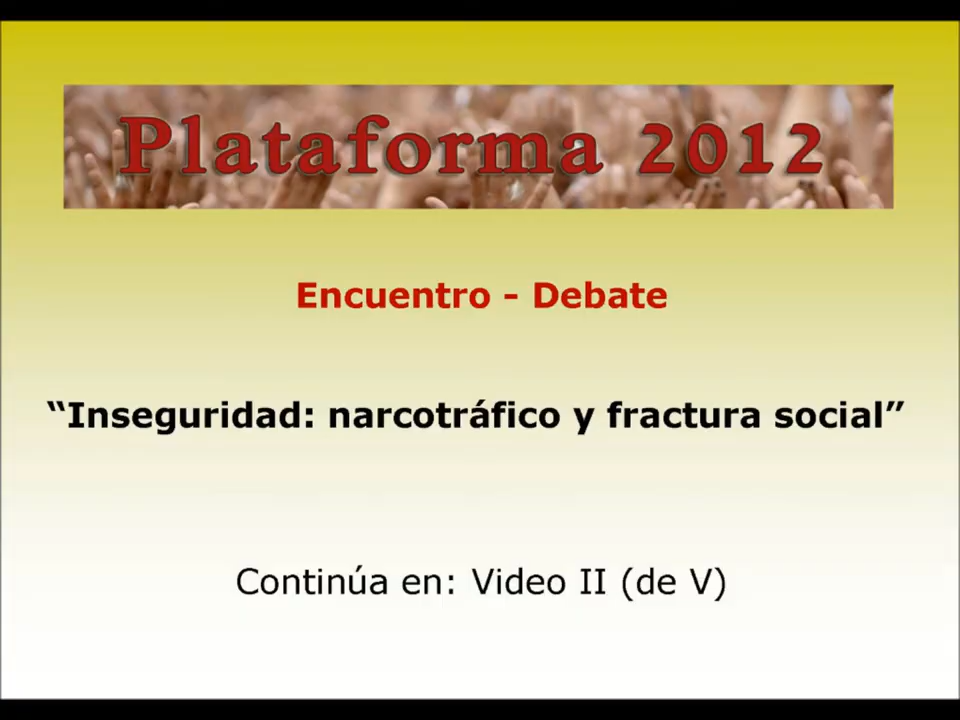 Plataforma 2012
Encuentro - Debate
“Inseguridad: narcotráfico y fractura social”
Continúa en: Video II (de V)